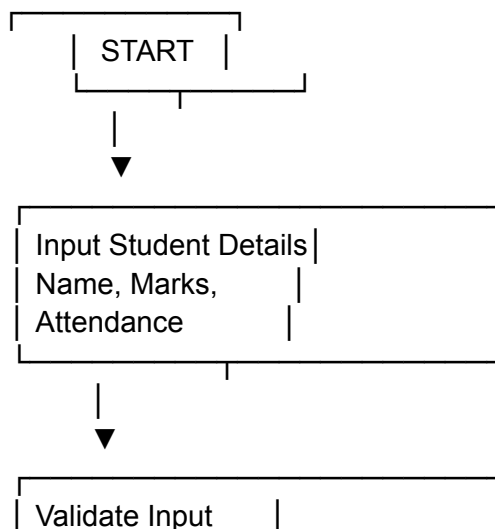 START
Input Student Details
Name, Marks,
Attendance
Validate Input